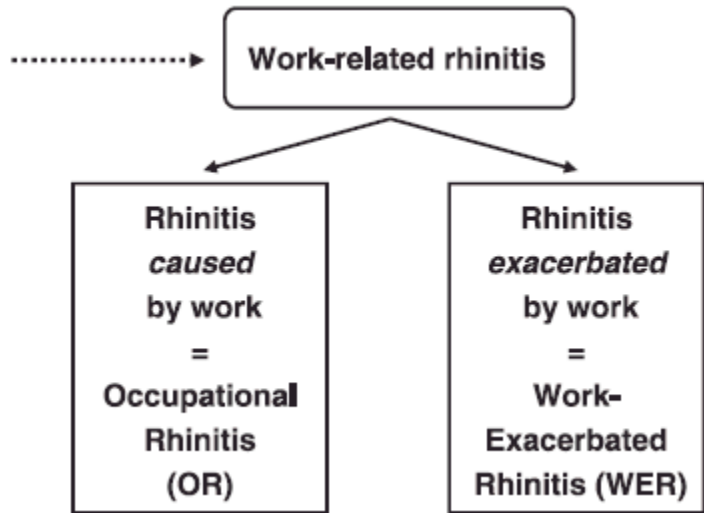 Work-related rhinitis
Rhinitis
caused
by work
=
Occupational
Rhinitis
(OR)
Rhinitis
exacerbated
by work
=
Work-
Exacerbated
Rhinitis (WER)